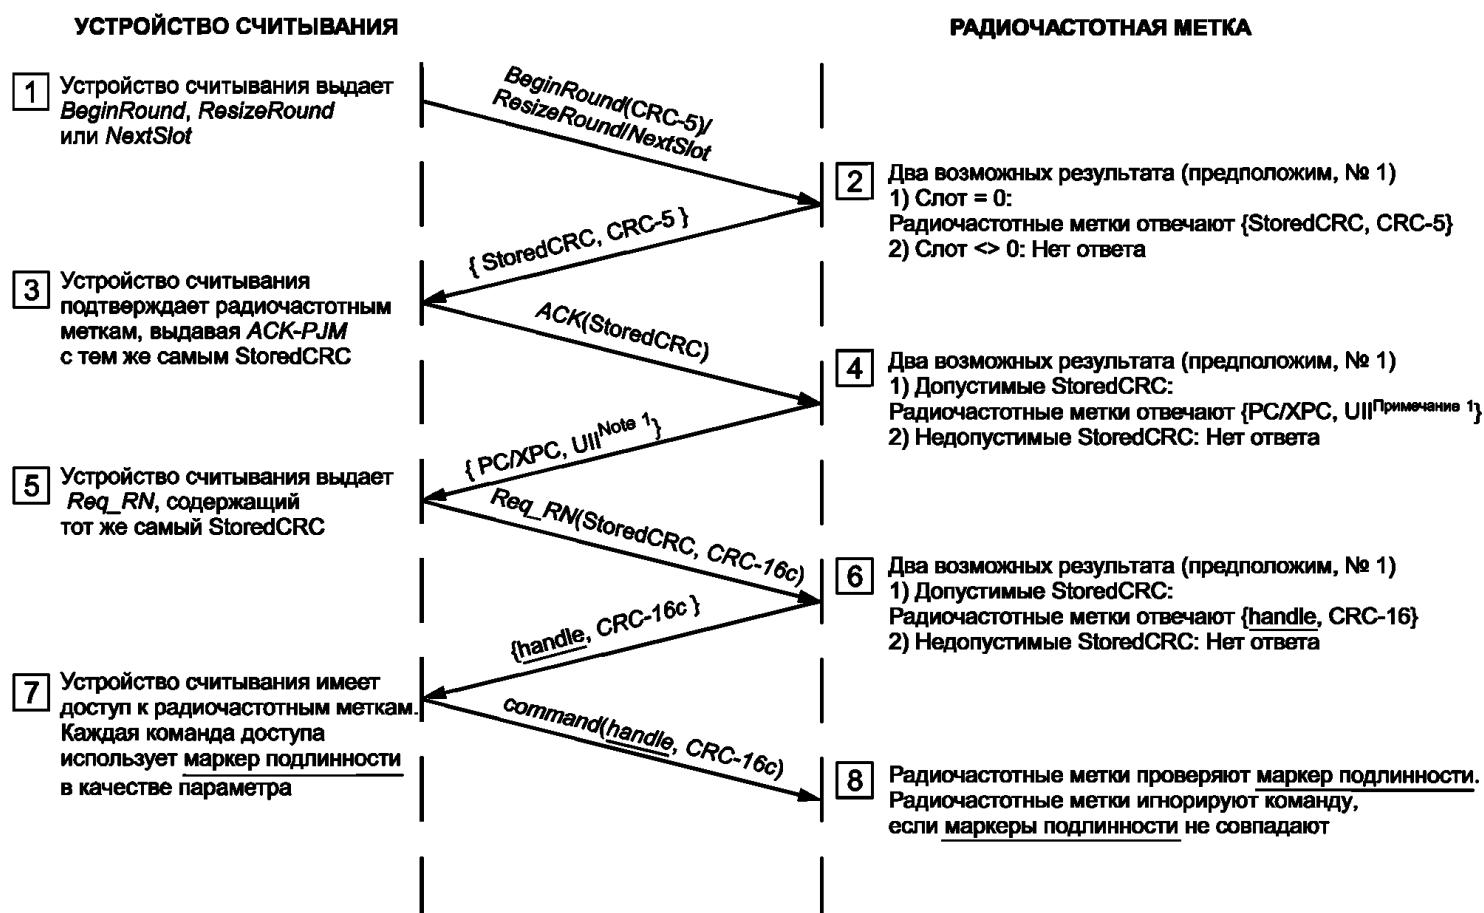 УСТРОЙСТВО СЧИТЫВАНИЯ
РАДИОЧАСТОТНАЯ МЕТКА
1 Устройство считывания выдает
BeginRound, ResizeRound
или NextSlot
BeginRound(CRC-5)/
ResizeRound/NextSlot
2 Два возможных результата (предположим, № 1)
1) Слот = 0:
Радиочастотные метки отвечают {StoredCRC, CRC-5}
2) Слот <> 0: Нет ответа
{ StoredCRC, CRC-5 }
3 Устройство считывания
подтверждает радиочастотным
меткам, выдавая ACK-PJM
с тем же самым StoredCRC
ACK(StoredCRC)
4 Два возможных результата (предположим, № 1)
1) Допустимые StoredCRC:
Радиочастотные метки отвечают {PC/XPC, UII Примечание 1}
2) Недопустимые StoredCRC: Нет ответа
{ PC/XPC, UII Note 1}
5 Устройство считывания выдает
Req_RN, содержащий
тот же самый StoredCRC
Req_RN(StoredCRC, CRC-16c)
6 Два возможных результата (предположим, № 1)
1) Допустимые StoredCRC:
Радиочастотные метки отвечают {handle, CRC-16}
2) Недопустимые StoredCRC: Нет ответа
{handle, CRC-16c }
7 Устройство считывания имеет
доступ к радиочастотным меткам.
Каждая команда доступа
использует маркер подлинности
в качестве параметра
command(handle, CRC-16c)
8 Радиочастотные метки проверяют маркер подлинности.
Радиочастотные метки игнорируют команду,
если маркеры подлинности не совпадают